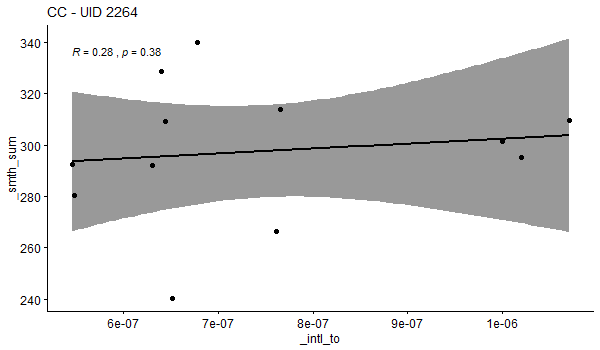 CC - UID 2264
R = 0.28 , p = 0.38
340
320
300
280
260
240
_smth_sum
6e-07 7e-07 8e-07 9e-07 1e-06
_intl_to